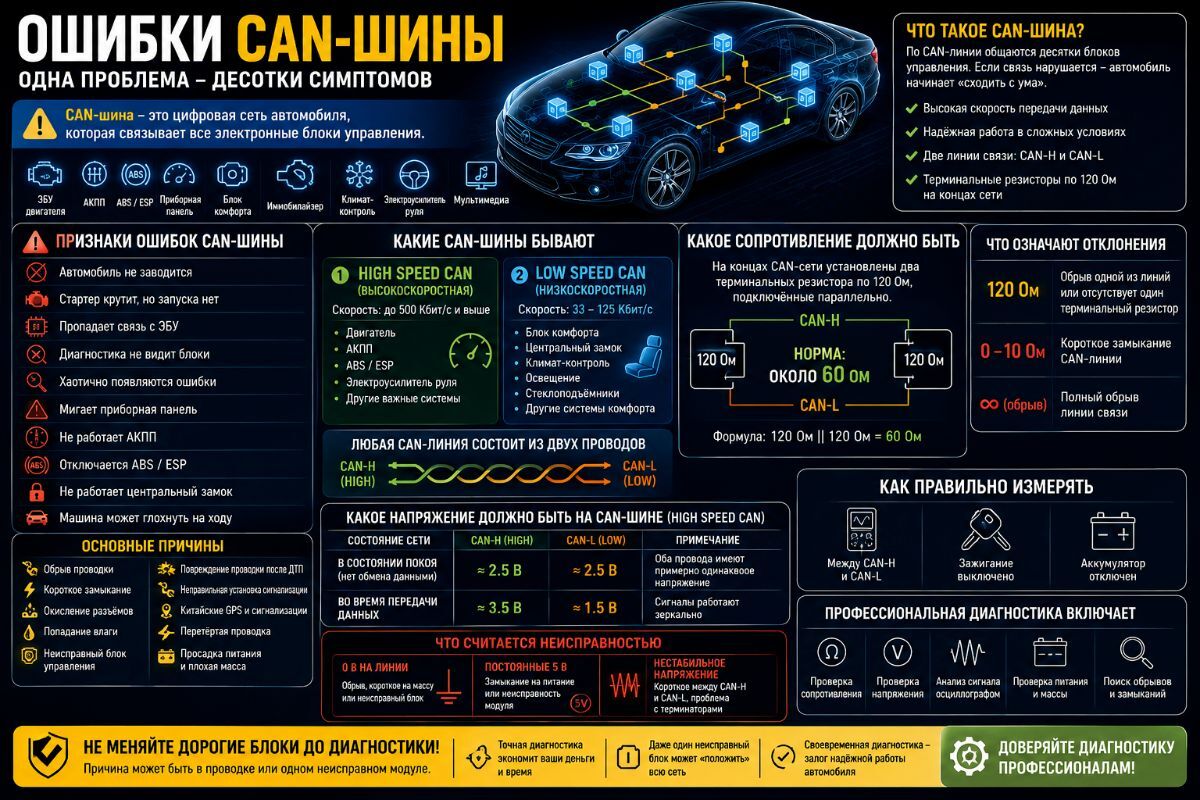 ОШИБКИ CAN-ШИНЫ
ОДНА ПРОБЛЕМА – ДЕСОТКИ СИМПТОМОВ
CAN-шина – это цифровая сеть автомобиля,
которая связывает все электронные блоки управления.
ЭБУ
двигателя
АКПП
ABS
ABS / ESP
Приборная
панель
Блок
комфорта
Иммобилайзер
Климат-
контроль
Электроусилитель
руля
Мультимедиа
ЧТО ТАКОЕ CAN-ШИНА?
По CAN-линии общаются десятки блоков
управления. Если связь нарушается – автомобиль
начинает «сходить с ума».
Высокая скорость передачи данных
Надёжная работа в сложных условиях
Две линии связи: CAN-H и CAN-L
Терминальные резисторы по 120 Ом
на концах сети
ПРИЗНАКИ ОШИБОК CAN-ШИНЫ
Автомобиль не заводится
Стартер крутит, но запуска нет
Пропадает связь с ЭБУ
Диагностика не видит блоки
Хаотично появляются ошибки
Мигает приборная панель
Не работает АКПП
ABS
Отключается ABS / ESP
Не работает центральный замок
Машина может глохнуть на ходу
ОСНОВНЫЕ ПРИЧИНЫ
Обрыв проводки
Короткое замыкание
Окисление разъёмов
Попадание влаги
Неисправный блок
управления
Повреждение проводки после ДТП
Неправильная установка сигнализации
Китайские GPS и сигнализации
Перетёртая проводка
Просадка питания
и плохая масса
КАКИЕ CAN-ШИНЫ БЫВАЮТ
1 HIGH SPEED CAN
(ВЫСОКОСКОРОСТНАЯ)
Скорость: до 500 Кбит/с и выше
• Двигатель
• АКПП
• ABS / ESP
• Электроусилитель руля
• Другие важные системы
2 LOW SPEED CAN
(НИЗКОСКОРОСТНАЯ)
Скорость: 33 – 125 Кбит/с
• Блок комфорта
• Центральный замок
• Климат-контроль
• Освещение
• Стеклоподъёмники
• Другие системы комфорта
ЛЮБАЯ CAN-ЛИНИЯ СОСТОИТ ИЗ ДВУХ ПРОВОДОВ
CAN-H
(HIGH)
CAN-L
(LOW)
КАКОЕ СОПРОТИВЛЕНИЕ ДОЛЖНО БЫТЬ
На концах CAN-сети установлены два
терминальных резистора по 120 Ом,
подключённые параллельно.
CAN-H
120 Ом
НОРМА:
ОКОЛО 60 ОМ
120 Ом
CAN-L
Формула: 120 Ом || 120 Ом = 60 Ом
ЧТО ОЗНАЧАЮТ ОТКЛОНЕНИЯ
120 Ом
Обрыв одной из линий
или отсутствует один
терминальный резистор
0 – 10 Ом
Короткое замыкание
CAN-линии
∞ (обрыв)
Полный обрыв
линии связи
КАКОЕ НАПРЯЖЕНИЕ ДОЛЖНО БЫТЬ НА CAN-ШИНЕ (HIGH SPEED CAN)
СОСТОЯНИЕ СЕТИ CAN-H (HIGH) CAN-L (LOW) ПРИМЕЧАНИЕ
В СОСТОЯНИИ ПОКОЯ
(нет обмена данными)
≈ 2.5 В
≈ 2.5 В
Оба провода имеют
примерно одинаквоое
напряжение
ВО ВРЕМЯ ПЕРЕДАЧИ
ДАННЫХ
≈ 3.5 В
≈ 1.5 В
Сигналы работают
зеркально
ЧТО СЧИТАЕТСЯ НЕИСПРАВНОСТЬЮ
0 В НА ЛИНИИ
Обрыв, короткое на массу
или неисправный блок
ПОСТОЯННЫЕ 5 В
Замыкание на питание
или неисправность
модуля
5V
НЕСТАБИЛЬНОЕ
НАПРЯЖЕНИЕ
Короткое между CAN-H
и CAN-L, проблема
с терминаторами
КАК ПРАВИЛЬНО ИЗМЕРЯТЬ
Между CAN-H
и CAN-L
Зажигание
выключено
Аккумулятор
отключен
ПРОФЕССИОНАЛЬНАЯ ДИАГНОСТИКА ВКЛЮЧАЕТ
Ω
Проверка
сопротивления
V
Проверка
напряжения
Анализ сигнала
осциллографом
Проверка питания
и массы
Поиск обрывов
и замыканий
НЕ МЕНЯЙТЕ ДОРОГИЕ БЛОКИ ДО ДИАГНОСТИКИ!
Причина может быть в проводке или одном неисправном модуле.
Точная диагностика
экономит ваши деньги
и время
Даже один неисправный
блок может «положить»
всю сеть
Своевременная диагностика –
залог надёжной работы
автомобиля
ДОВЕРЯЙТЕ ДИАГНОСТИКУ
ПРОФЕССИОНАЛАМ!